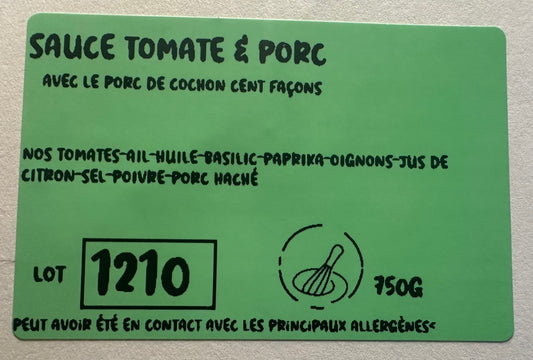 SAUCE TOMATE & PORC
AVEC LE PORC DE COCHON CENT FAÇONS
NOS TOMATES-AIL-HUILE-BASILIC-PAPRIKA-OIGNONS-JUS DE
CITRON-SEL-POIVRE-PORC HACHÉ
LOT 1210 750G
PEUT AVOIR ÉTÉ EN CONTACT AVEC LES PRINCIPAUX ALLERGÈNES<